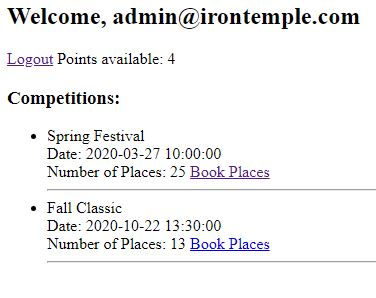 Welcome, admin@irontemple.com
Logout Points available: 4
Competitions:
Spring Festival
Date: 2020-03-27 10:00:00
Number of Places: 25 Book Places
Fall Classic
Date: 2020-10-22 13:30:00
Number of Places: 13 Book Places